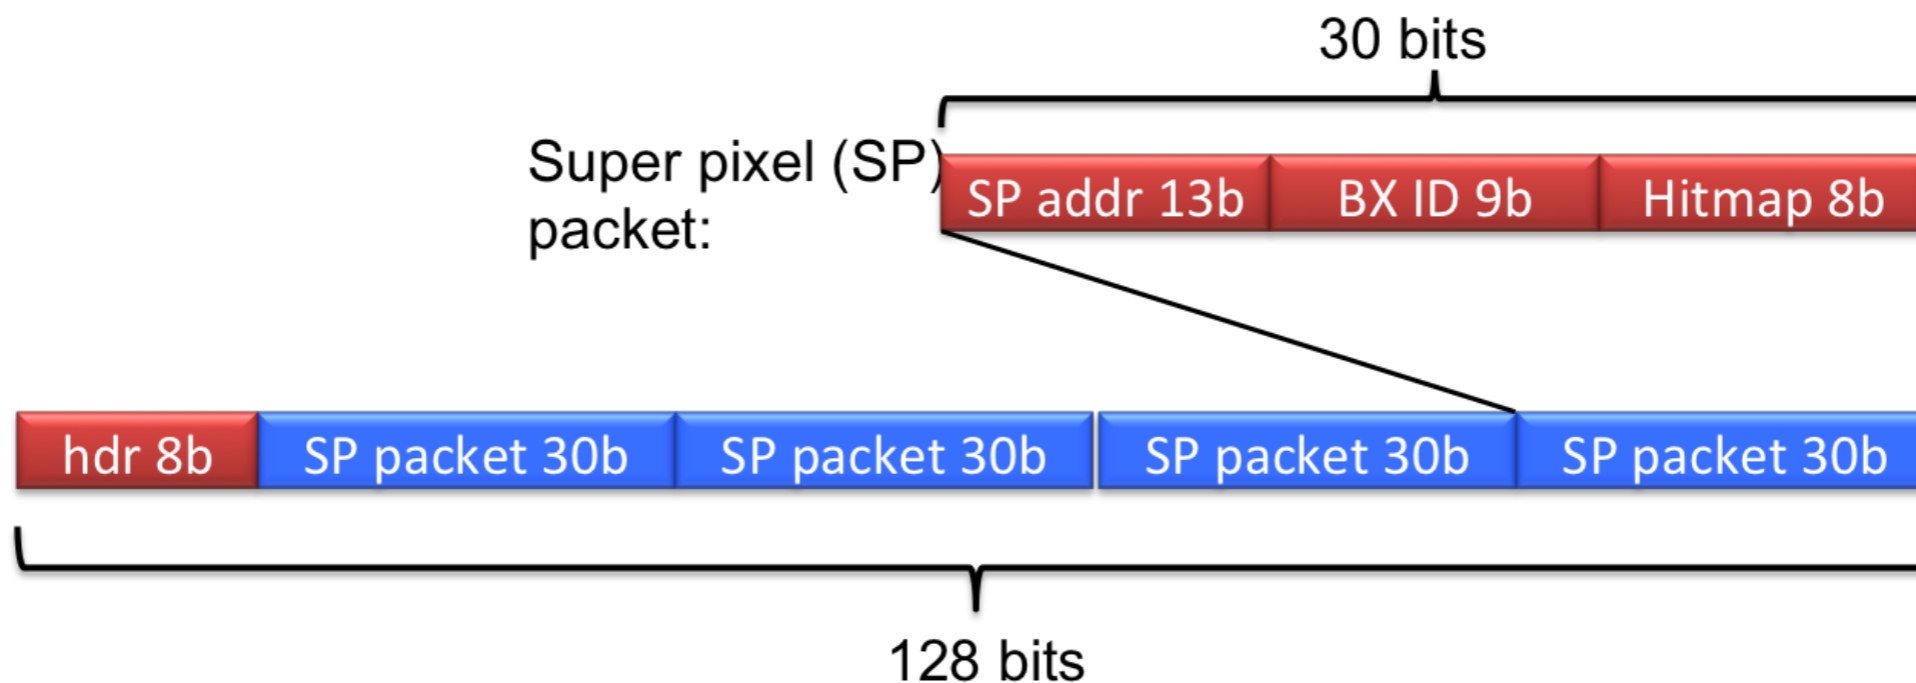 30 bits
Super pixel (SP)
packet:
SP addr 13b BX ID 9b Hitmap 8b
hdr 8b SP packet 30b SP packet 30b SP packet 30b SP packet 30b
128 bits